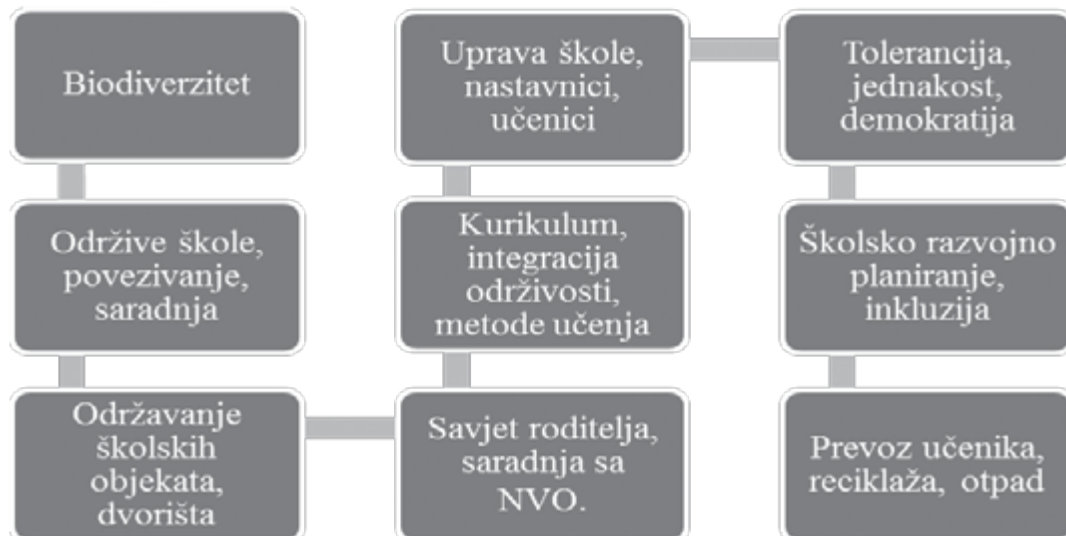 Biodiverzitet
Održive škole,
povezivanje,
saradnja
Održavanje
školskih
objekata,
dvorišta
Savjet roditelja,
saradnja sa
NVO.
Kurikulum,
integracija
održivosti,
metode učenja
Uprava škole,
nastavnici,
učenici
Tolerancija,
jednakost,
demokratija
Školsko razvojno
planiranje,
inkluzija
Prevoz učenika,
reciklaža, otpad